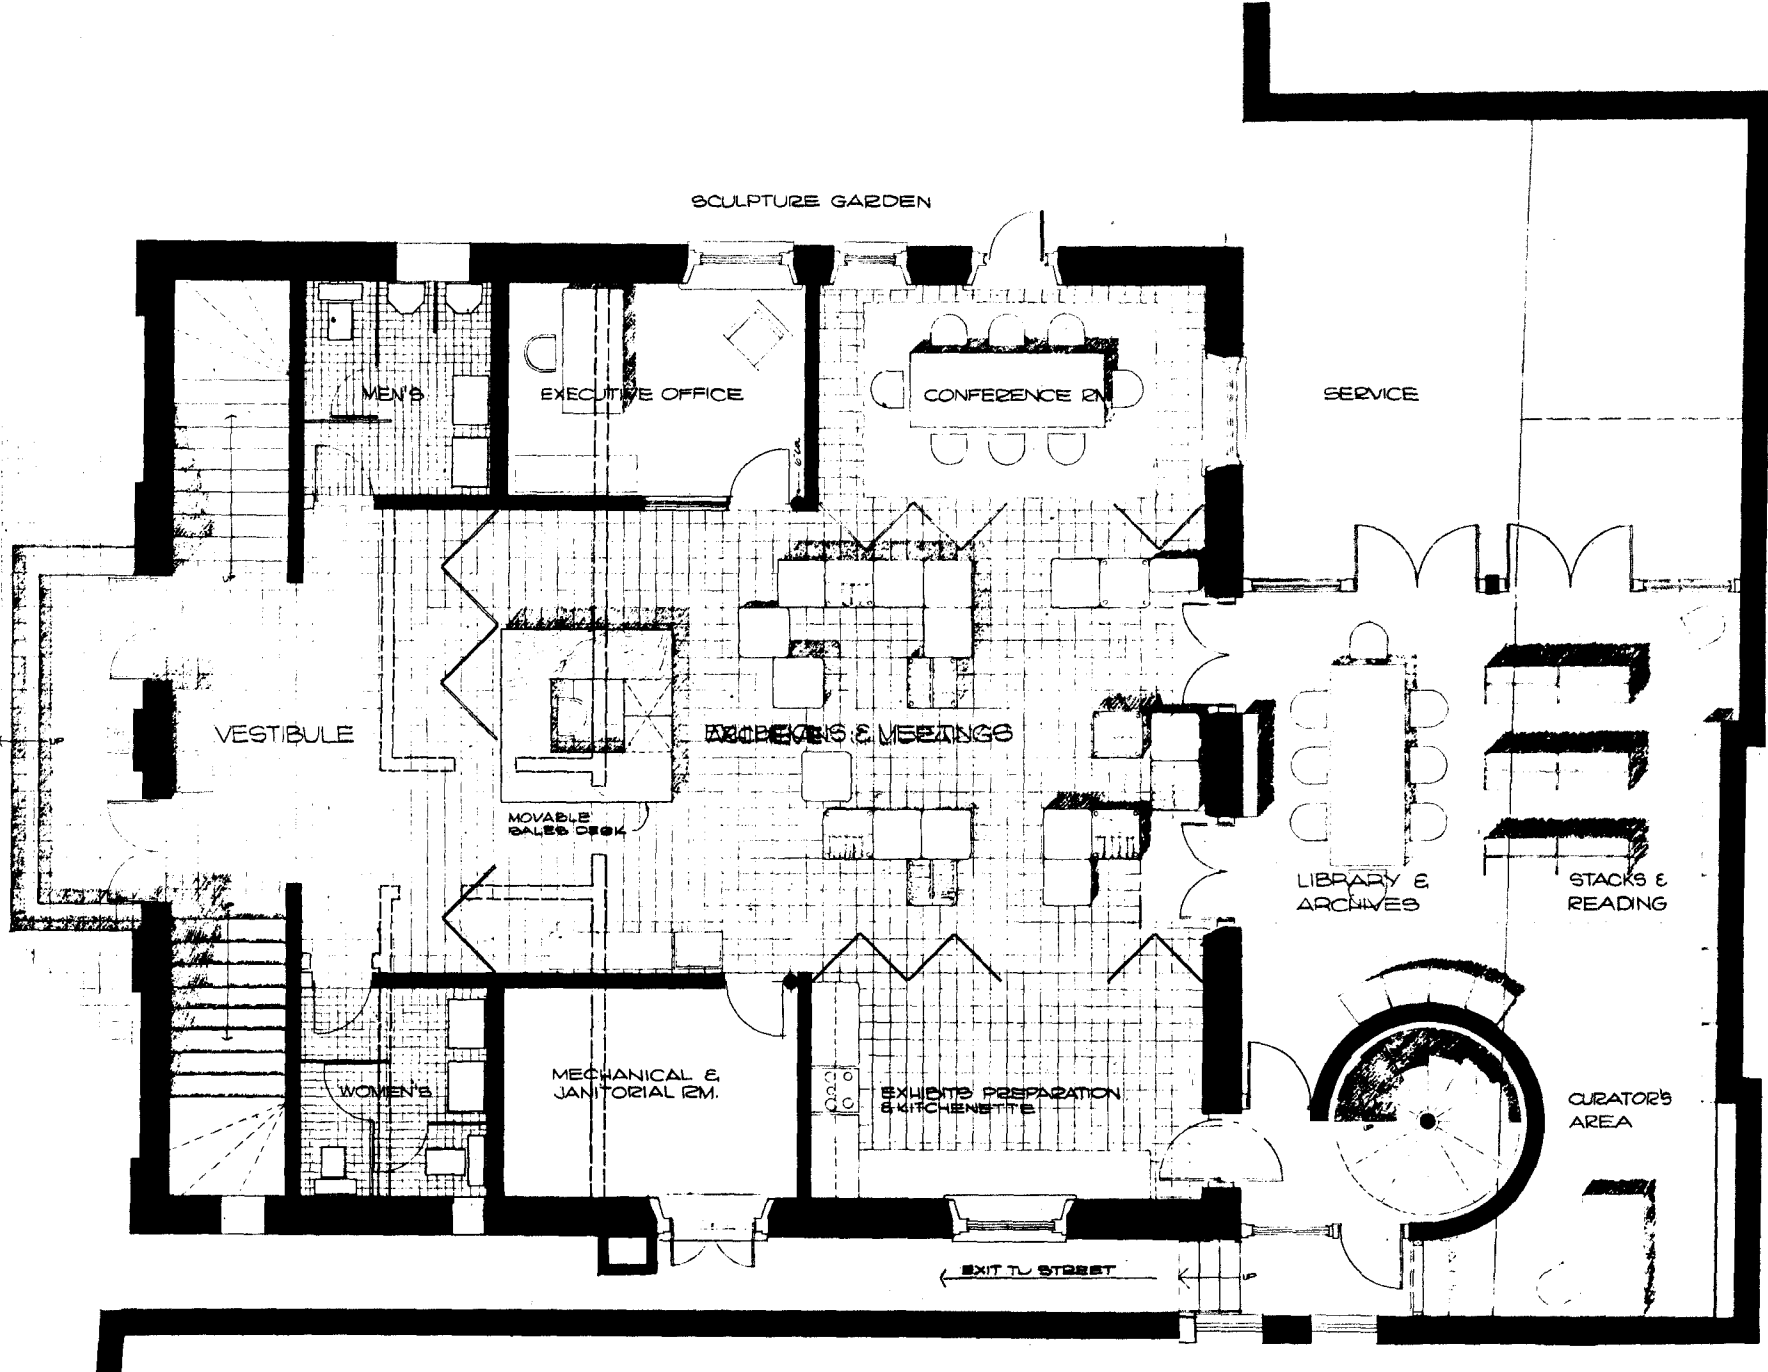 SCULPTURE GARDEN
MEN'S
EXECUTIVE OFFICE
CONFERENCE RM
SERVICE
VESTIBULE
& MEETINGS
MOVABLE
SALES DESK
LIBRARY &
ARCHIVES
STACKS &
READING
MECHANICAL &
JANITORIAL RM.
WOMEN'S
EXHIBITS PREPARATION
& KITCHENETTE
CURATOR'S
AREA
EXIT TO STREET